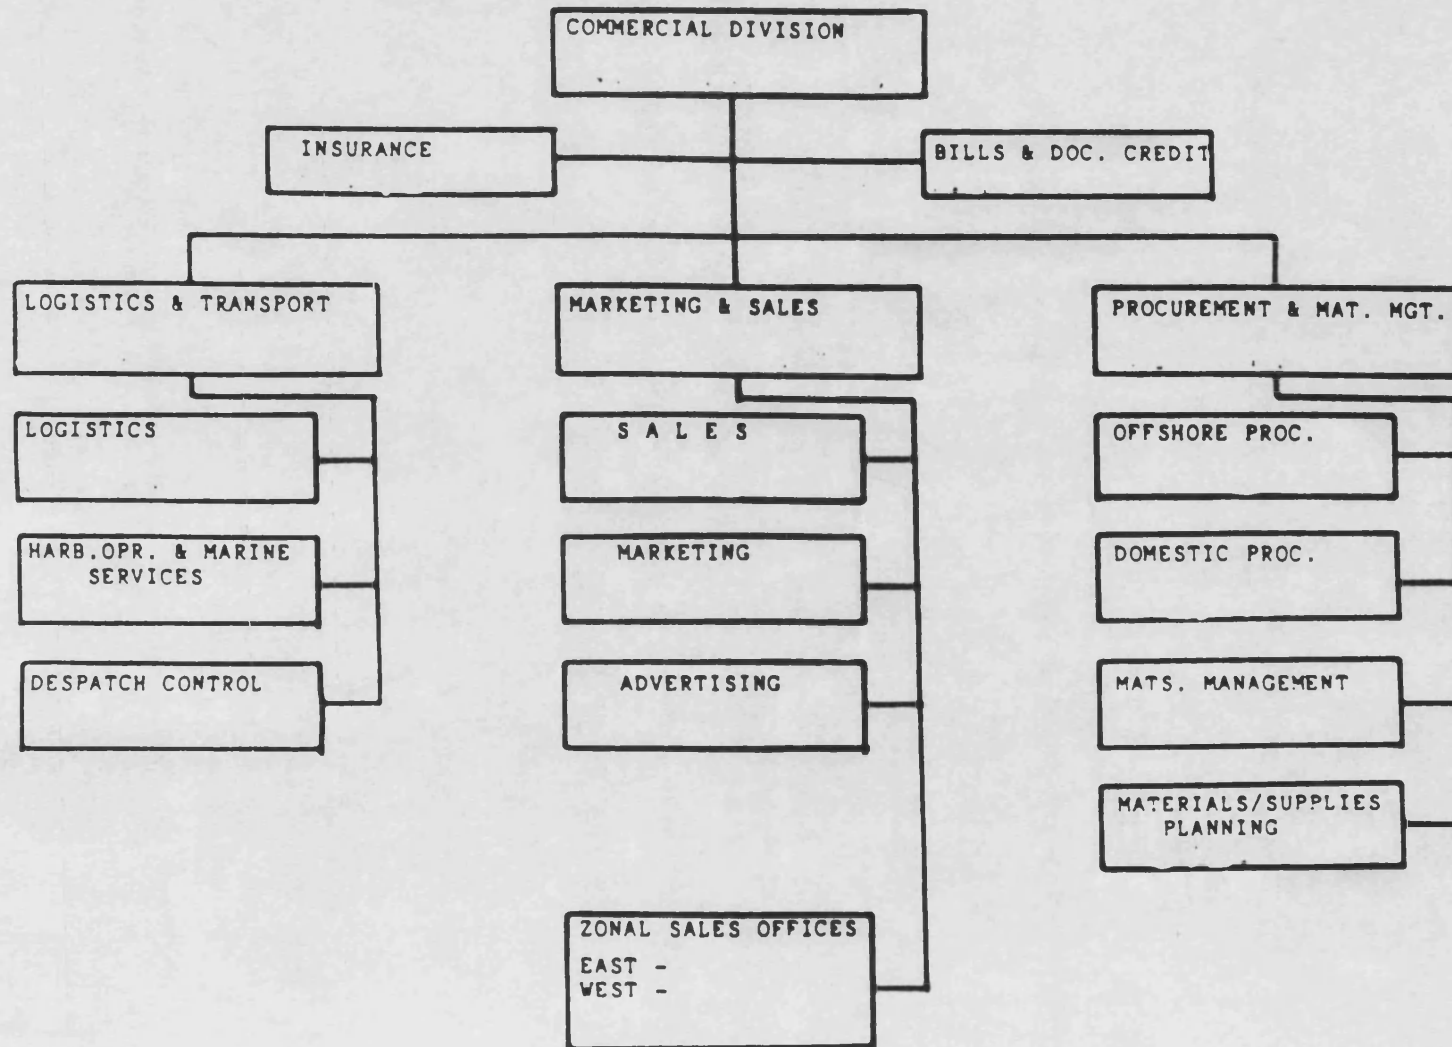 COMMERCIAL DIVISION
INSURANCE
BILLS & DOC. CREDIT
LOGISTICS & TRANSPORT
MARKETING & SALES
PROCUREMENT & MAT. MGT.
LOGISTICS
S A L E S
OFFSHORE PROC.
HARB.OPR. & MARINE
SERVICES
MARKETING
DOMESTIC PROC.
DESPATCH CONTROL
ADVERTISING
MATS. MANAGEMENT
MATERIALS/SUPPLIES
PLANNING
ZONAL SALES OFFICES
EAST -
WEST -